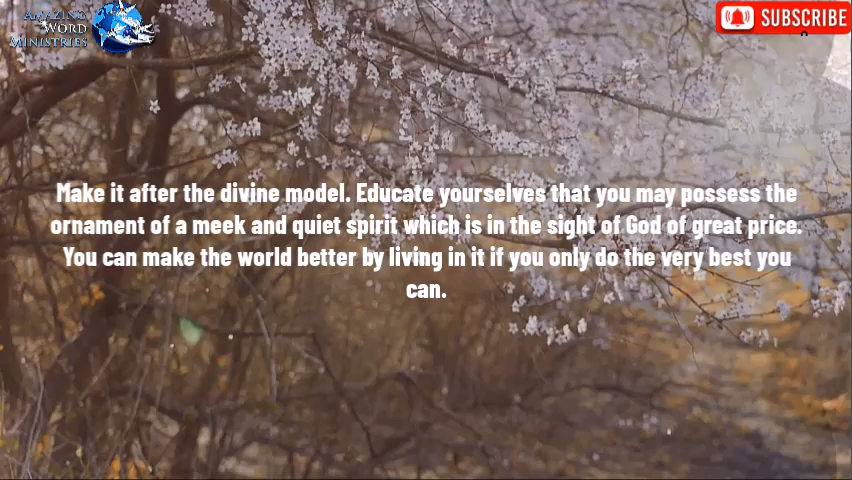 AMAZING
WORD
MINISTRIES
SUBSCRIBE
Make it after the divine model. Educate yourselves that you may possess the
ornament of a meek and quiet spirit which is in the sight of God of great price.
You can make the world better by living in it if you only do the very best you
can.